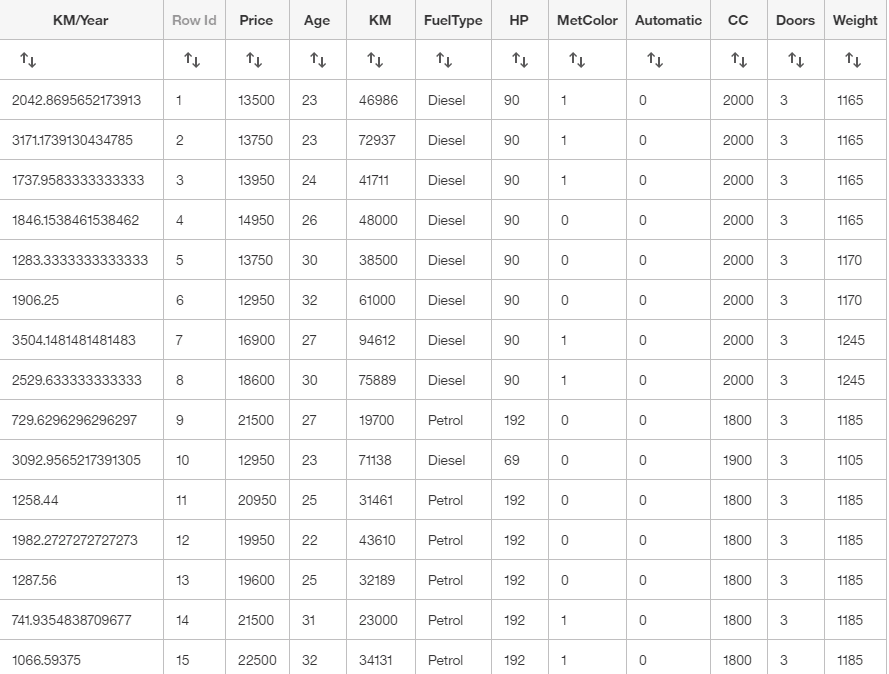 KM/Year Row Id Price Age KM FuelType HP MetColor Automatic CC Doors Weight
2042.8695652173913 1 13500 23 46986 Diesel 90 1 0 2000 3 1165
3171.1739130434785 2 13750 23 72937 Diesel 90 1 0 2000 3 1165
1737.9583333333333 3 13950 24 41711 Diesel 90 1 0 2000 3 1165
1846.1538461538462 4 14950 26 48000 Diesel 90 0 0 2000 3 1165
1283.3333333333333 5 13750 30 38500 Diesel 90 0 0 2000 3 1170
1906.25 6 12950 32 61000 Diesel 90 0 0 2000 3 1170
3504.1481481481483 7 16900 27 94612 Diesel 90 1 0 2000 3 1245
2529.633333333333 8 18600 30 75889 Diesel 90 1 0 2000 3 1245
729.6296296296297 9 21500 27 19700 Petrol 192 0 0 1800 3 1185
3092.9565217391305 10 12950 23 71138 Diesel 69 0 0 1900 3 1105
1258.44 11 20950 25 31461 Petrol 192 0 0 1800 3 1185
1982.2727272727273 12 19950 22 43610 Petrol 192 0 0 1800 3 1185
1287.56 13 19600 25 32189 Petrol 192 0 0 1800 3 1185
741.9354838709677 14 21500 31 23000 Petrol 192 1 0 1800 3 1185
1066.59375 15 22500 32 34131 Petrol 192 1 0 1800 3 1185